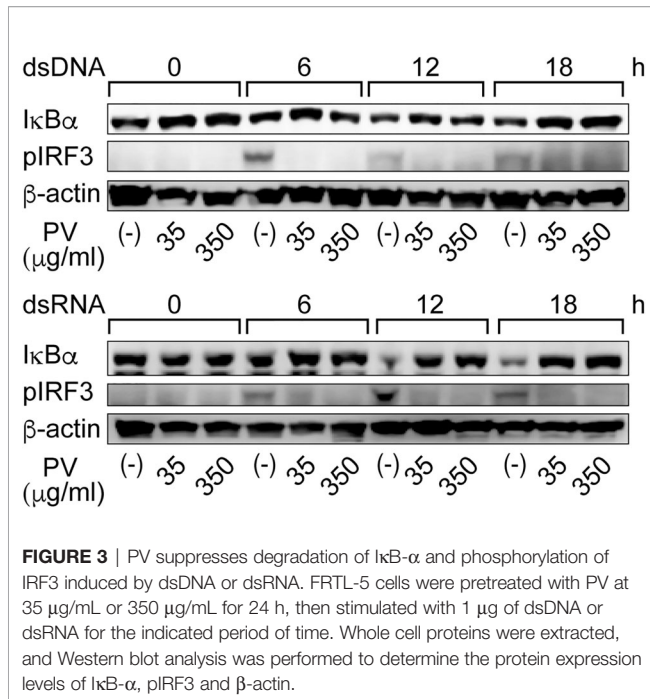 dsDNA 0 6 12 18 h
IκBα
pIRF3
β-actin
PV (-) 35 350 (-) 35 350 (-) 35 350 (-) 35 350
(μg/ml)
dsRNA 0 6 12 18 h
IκBα
pIRF3
β-actin
PV (-) 35 350 (-) 35 350 (-) 35 350 (-) 35 350
(μg/ml)
FIGURE 3 | PV suppresses degradation of IκB-α and phosphorylation of
IRF3 induced by dsDNA or dsRNA. FRTL-5 cells were pretreated with PV at
35 μg/mL or 350 μg/mL for 24 h, then stimulated with 1 μg of dsDNA or
dsRNA for the indicated period of time. Whole cell proteins were extracted,
and Western blot analysis was performed to determine the protein expression
levels of IκB-α, pIRF3 and β-actin.